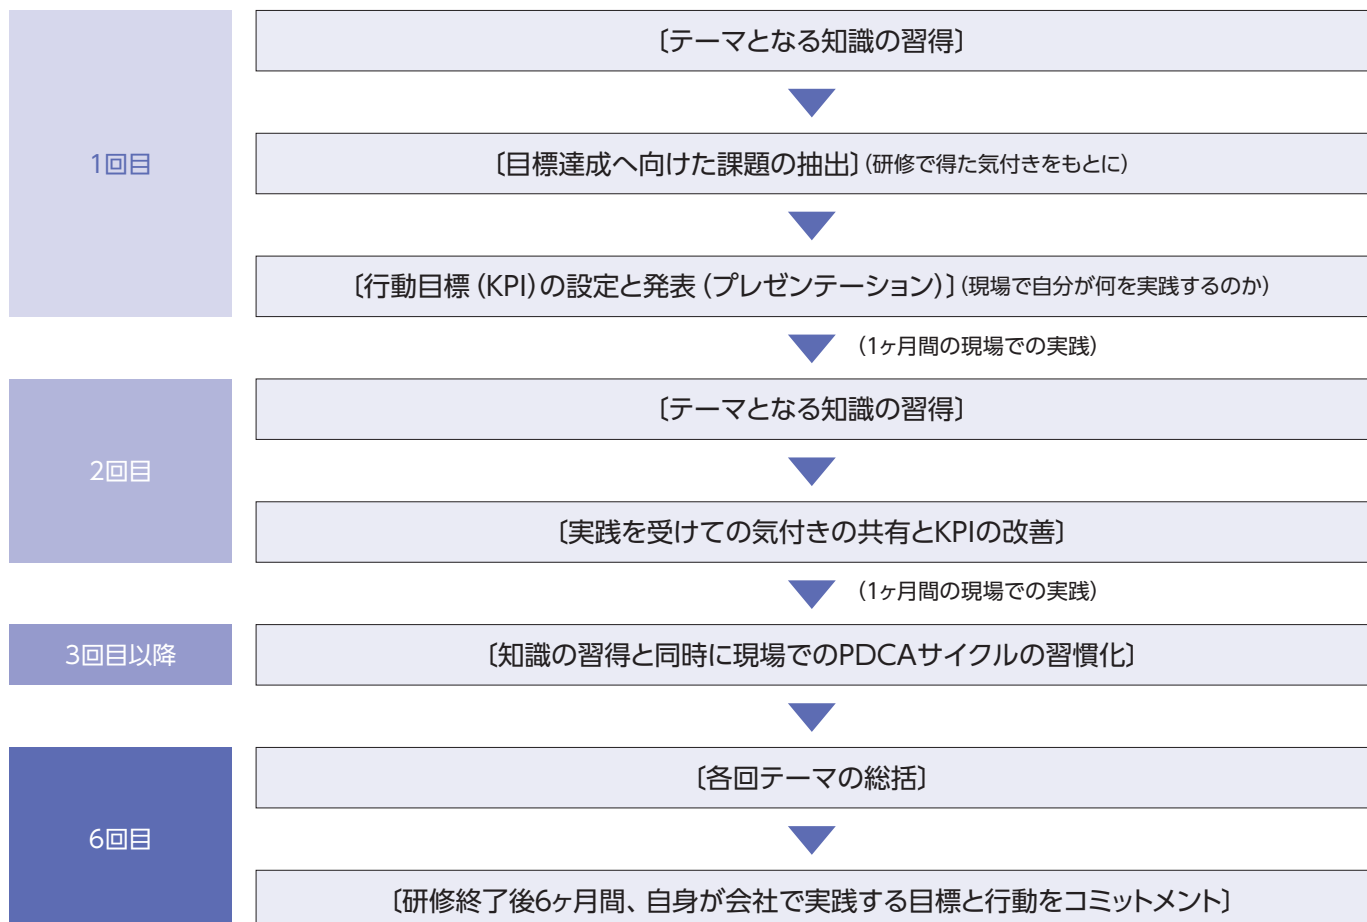 1回目
〔テーマとなる知識の習得〕
〔目標達成へ向けた課題の抽出〕(研修で得た気付きをもとに)
〔行動目標(KPI)の設定と発表(プレゼンテーション)〕(現場で自分が何を実践するのか)
(1ヶ月間の現場での実践)
2回目
〔テーマとなる知識の習得〕
〔実践を受けての気付きの共有とKPIの改善〕
(1ヶ月間の現場での実践)
3回目以降
〔知識の習得と同時に現場でのPDCAサイクルの習慣化〕
6回目
〔各回テーマの総括〕
〔研修終了後6ヶ月間、自身が会社で実践する目標と行動をコミットメント〕